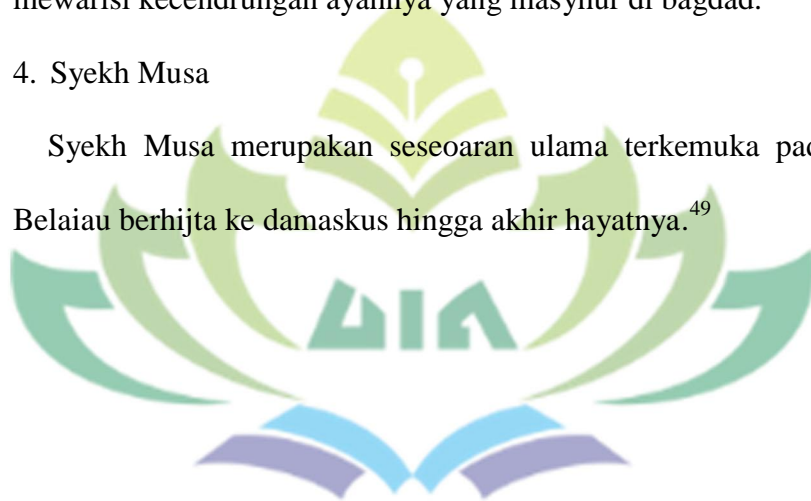 mewarisi kecendrungan ayahnya yang masyhur di bagdad.
4. Syekh Musa
Syekh Musa merupakan seseoaran ulama terkemuka pad
Belaiau berhijta ke damaskus hingga akhir hayatnya.49
UIN